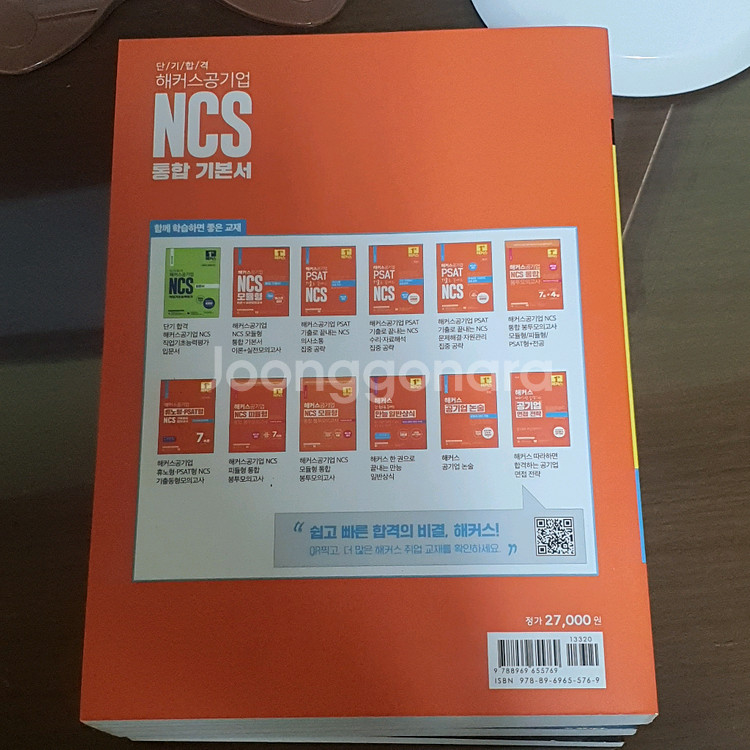 단/기/합/격
해커스공기업
NCS
통합 기본서
함께 학습하면 좋은 교재
단기 합격
해커스공기업 NCS
직업기초능력평가
입문서
해커스공기업
NCS 모듈형
통합 기본서
이론+실전모의고사
해커스공기업 PSAT
기출로 끝내는 NCS
의사소통
집중 공략
해커스공기업 PSAT
기출로 끝내는 NCS
수리·자료해석
집중 공략
해커스공기업 PSAT
기출로 끝내는 NCS
문제해결·자원관리
집중 공략
해커스공기업 NCS
통합 봉투모의고사
모듈형/피듈형/
PSAT형+전공
Joonggonara
해커스공기업
휴노형·PSAT형 NCS
기출동형모의고사
해커스공기업 NCS
피듈형 통합
봉투모의고사
해커스공기업 NCS
모듈형 통합
봉투모의고사
해커스 한 권으로
끝내는 만능
일반상식
해커스
공기업 논술
해커스 따라하면
합격하는 공기업
면접 전략
쉽고 빠른 합격의 비결, 해커스!
QR찍고, 더 많은 해커스 취업 교재를 확인하세요.
정가 27,000 원
13320
9 788969 655769
ISBN 978-89-6965-576-9